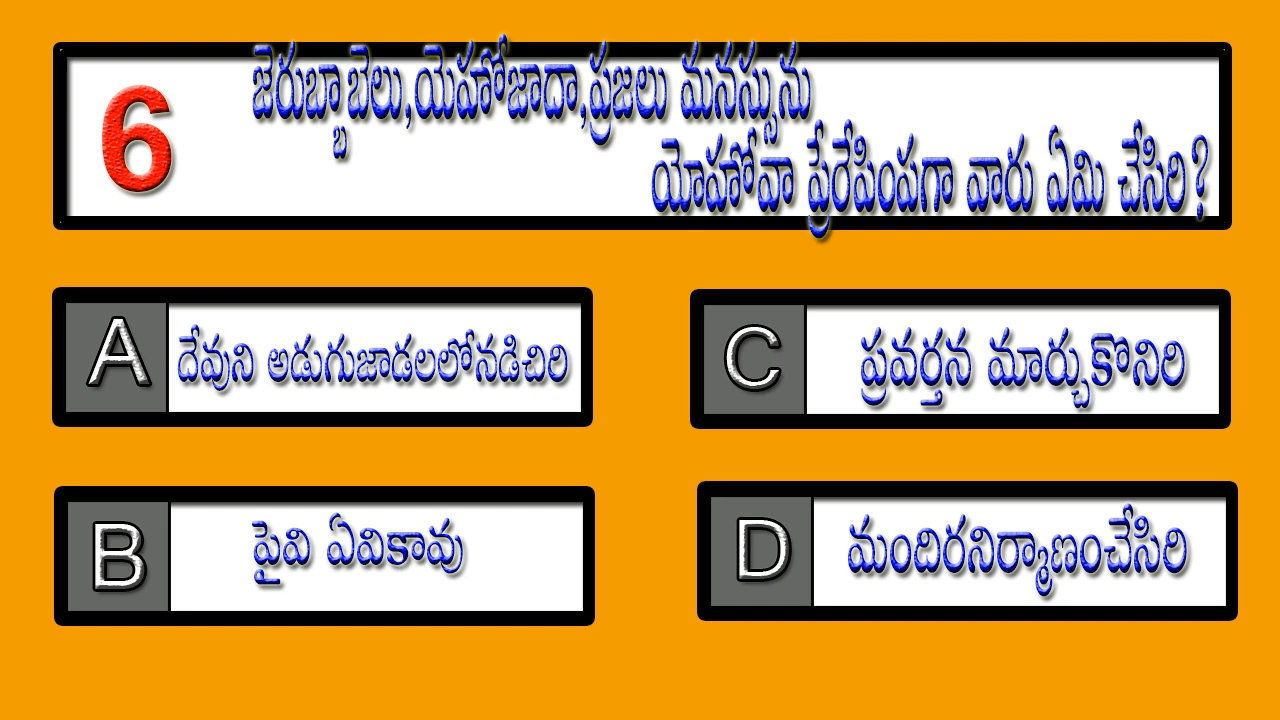 6
జెరుబ్బాబెలు,యెహోజాదా,ప్రజలు మనస్సును
యోహోవా ప్రేరేపింపగా వారు ఏమి చేసిరి?
A దేవుని అడుగుజాడలలోనడిచిరి
C ప్రవర్తన మార్చుకొనిరి
B పైవి ఏవికావు
D మందిరనిర్మాణంచేసిరి